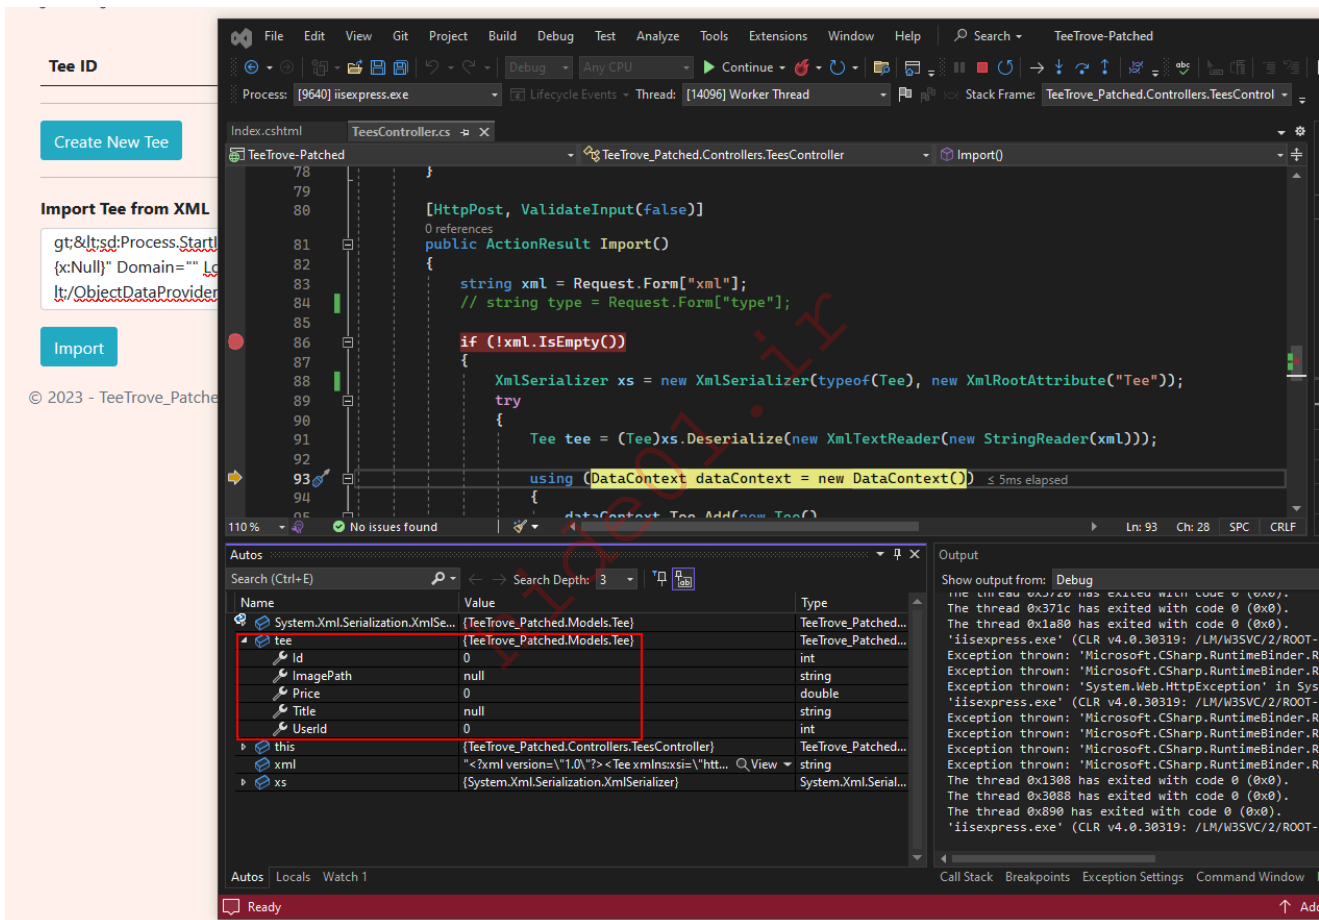 Tee ID
Create New Tee
Import Tee from XML
gt;&lt;sd:Process.StartI
{x:Null}" Domain="" Lo
lt;/ObjectDataProvider
Import
© 2023 - TeeTrove_Patche
File Edit View Git Project Build Debug Test Analyze Tools Extensions Window Help Search TeeTrove-Patched
Debug Any CPU Continue
Process: [9640] iisexpress.exe Lifecycle Events Thread: [14096] Worker Thread Stack Frame: TeeTrove_Patched.Controllers.TeesControl
Index.cshtml TeesController.cs
TeeTrove-Patched TeeTrove_Patched.Controllers.TeesController Import()
78 }
79
80 [HttpPost, ValidateInput(false)]
0 references
81 public ActionResult Import()
82 {
83 string xml = Request.Form["xml"];
84 // string type = Request.Form["type"];
85
86 if (!xml.IsEmpty())
87 {
88 XmlSerializer xs = new XmlSerializer(typeof(Tee), new XmlRootAttribute("Tee"));
89 try
90 {
91 Tee tee = (Tee)xs.Deserialize(new XmlTextReader(new StringReader(xml)));
92
93 using (DataContext dataContext = new DataContext()) ≤ 5ms elapsed
94 {
95 dataContext.Tee.Add(new Tee()
110 % No issues found Ln: 93 Ch: 28 SPC CRLF
Autos
Search (Ctrl+E) Search Depth: 3
Name Value Type
System.Xml.Serialization.XmlSe... {TeeTrove_Patched.Models.Tee} TeeTrove_Patched...
tee {TeeTrove_Patched.Models.Tee} TeeTrove_Patched...
Id 0 int
ImagePath null string
Price 0 double
Title null string
UserId 0 int
this {TeeTrove_Patched.Controllers.TeesController} TeeTrove_Patched...
xml "<?xml version=\"1.0\"?><Tee xmlns:xsi=\"htt... View string
xs {System.Xml.Serialization.XmlSerializer} System.Xml.Serial...
Autos Locals Watch 1
Output
Show output from: Debug
The thread 0x3720 has exited with code 0 (0x0).
The thread 0x371c has exited with code 0 (0x0).
The thread 0x1a80 has exited with code 0 (0x0).
'iisexpress.exe' (CLR v4.0.30319: /LM/W3SVC/2/ROOT-
Exception thrown: 'Microsoft.CSharp.RuntimeBinder.R
Exception thrown: 'Microsoft.CSharp.RuntimeBinder.R
Exception thrown: 'System.Web.HttpException' in Sys
'iisexpress.exe' (CLR v4.0.30319: /LM/W3SVC/2/ROOT-
Exception thrown: 'Microsoft.CSharp.RuntimeBinder.R
Exception thrown: 'Microsoft.CSharp.RuntimeBinder.R
Exception thrown: 'Microsoft.CSharp.RuntimeBinder.R
Exception thrown: 'Microsoft.CSharp.RuntimeBinder.R
The thread 0x1308 has exited with code 0 (0x0).
The thread 0x3088 has exited with code 0 (0x0).
The thread 0x890 has exited with code 0 (0x0).
'iisexpress.exe' (CLR v4.0.30319: /LM/W3SVC/2/ROOT-
Call Stack Breakpoints Exception Settings Command Window
Ready Add